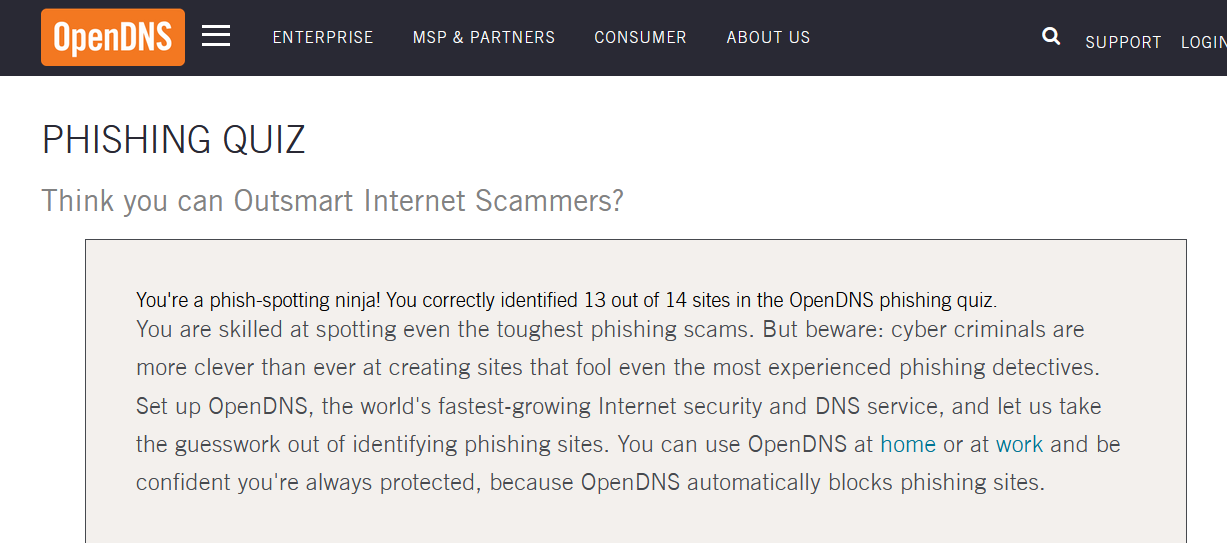 OpenDNS ENTERPRISE MSP & PARTNERS CONSUMER ABOUT US SUPPORT LOGIN
PHISHING QUIZ
Think you can Outsmart Internet Scammers?
You're a phish-spotting ninja! You correctly identified 13 out of 14 sites in the OpenDNS phishing quiz.
You are skilled at spotting even the toughest phishing scams. But beware: cyber criminals are
more clever than ever at creating sites that fool even the most experienced phishing detectives.
Set up OpenDNS, the world's fastest-growing Internet security and DNS service, and let us take
the guesswork out of identifying phishing sites. You can use OpenDNS at home or at work and be
confident you're always protected, because OpenDNS automatically blocks phishing sites.